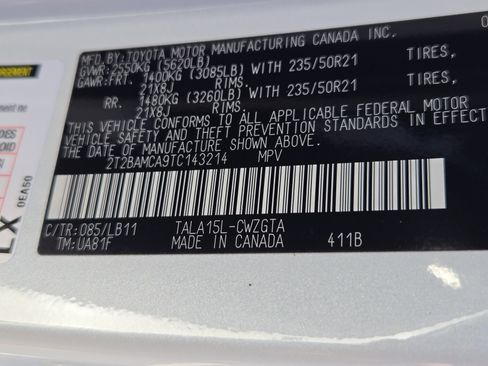 MFD. BY: TOYOTA MOTOR MANUFACTURING CANADA INC.
GVWR: 2550KG (5620LB)
GAWR: FRT. 1400KG (3085LB) WITH 235/50R21 TIRES,
21X8J RIMS.
RR. 1480KG (3260LB) WITH 235/50R21 TIRES,
21X8J RIMS.
THIS VEHICLE CONFORMS TO ALL APPLICABLE FEDERAL MOTOR
VEHICLE SAFETY AND THEFT PREVENTION STANDARDS IN EFFECT
ON THE DATE OF MANUFACTURE SHOWN ABOVE.
2T2BAMCA9TC143214 MPV
C/TR: 085/LB11 TALA15L-CWZGTA
TM: UA81F MADE IN CANADA 411B
0EA50
LX